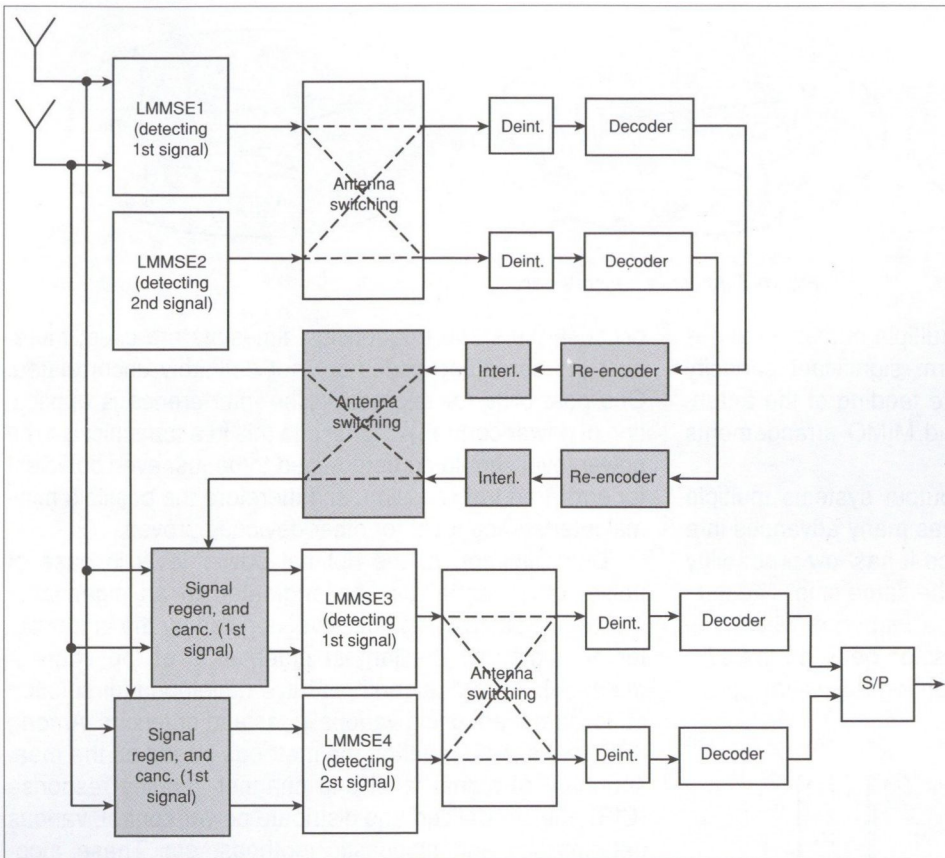 LMMSE1
(detecting
1st signal)
Antenna
switching
Deint.
Decoder
LMMSE2
(detecting
2nd signal)
Deint.
Decoder
Antenna
switching
Interl.
Re-encoder
Interl.
Re-encoder
Signal
regen, and
canc. (1st
signal)
LMMSE3
(detecting
1st signal)
Antenna
switching
Deint.
Decoder
S/P
Signal
regen, and
canc. (1st
signal)
LMMSE4
(detecting
2st signal)
Deint.
Decoder